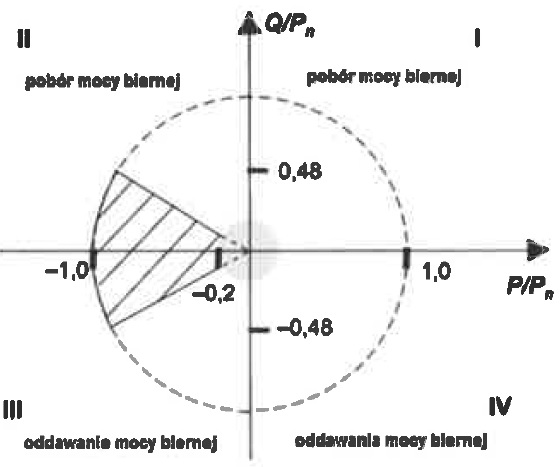 II
Q/Pn
I
pobór mocy biernej
pobór mocy biernej
0,48
−1,0
−0,2
1,0
P/Pn
−0,48
III
IV
oddawanie mocy biernej
oddawania mocy biernej